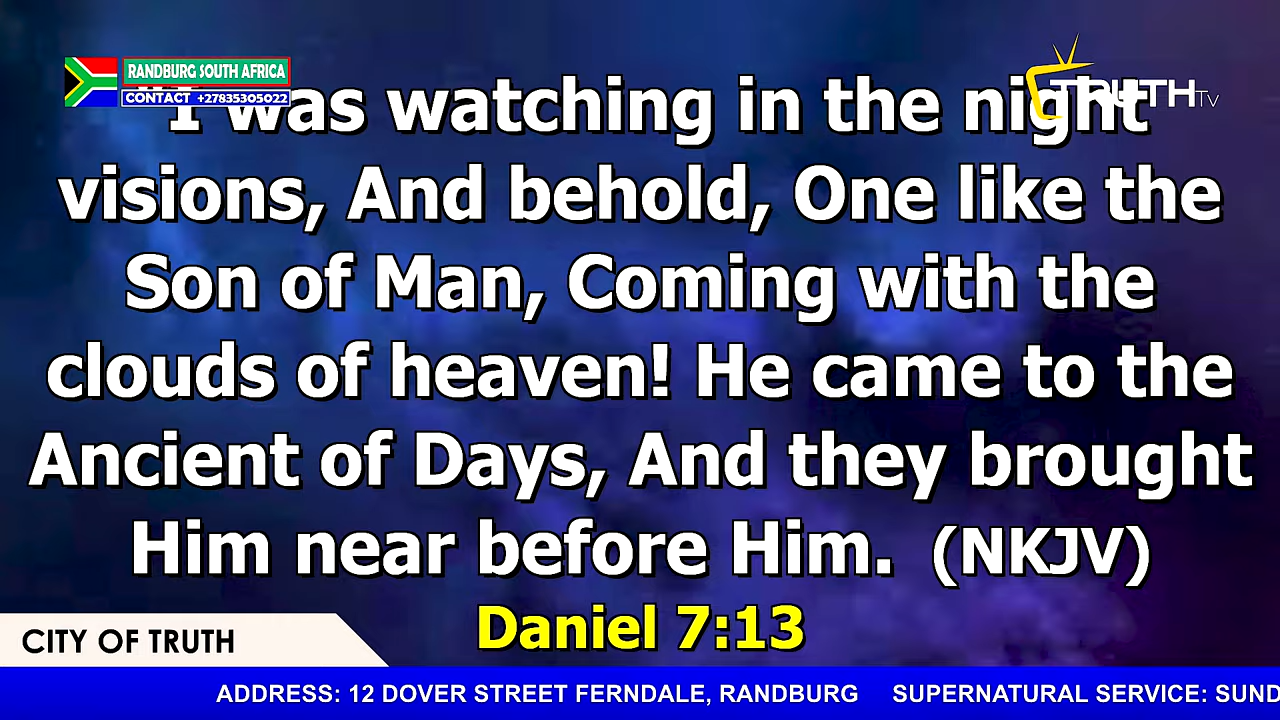 RANDBURG SOUTH AFRICA
CONTACT +27835305022
TRUTH TV
"I was watching in the night
visions, And behold, One like the
Son of Man, Coming with the
clouds of heaven! He came to the
Ancient of Days, And they brought
Him near before Him. (NKJV)
Daniel 7:13
CITY OF TRUTH
ADDRESS: 12 DOVER STREET FERNDALE, RANDBURG SUPERNATURAL SERVICE: SUND